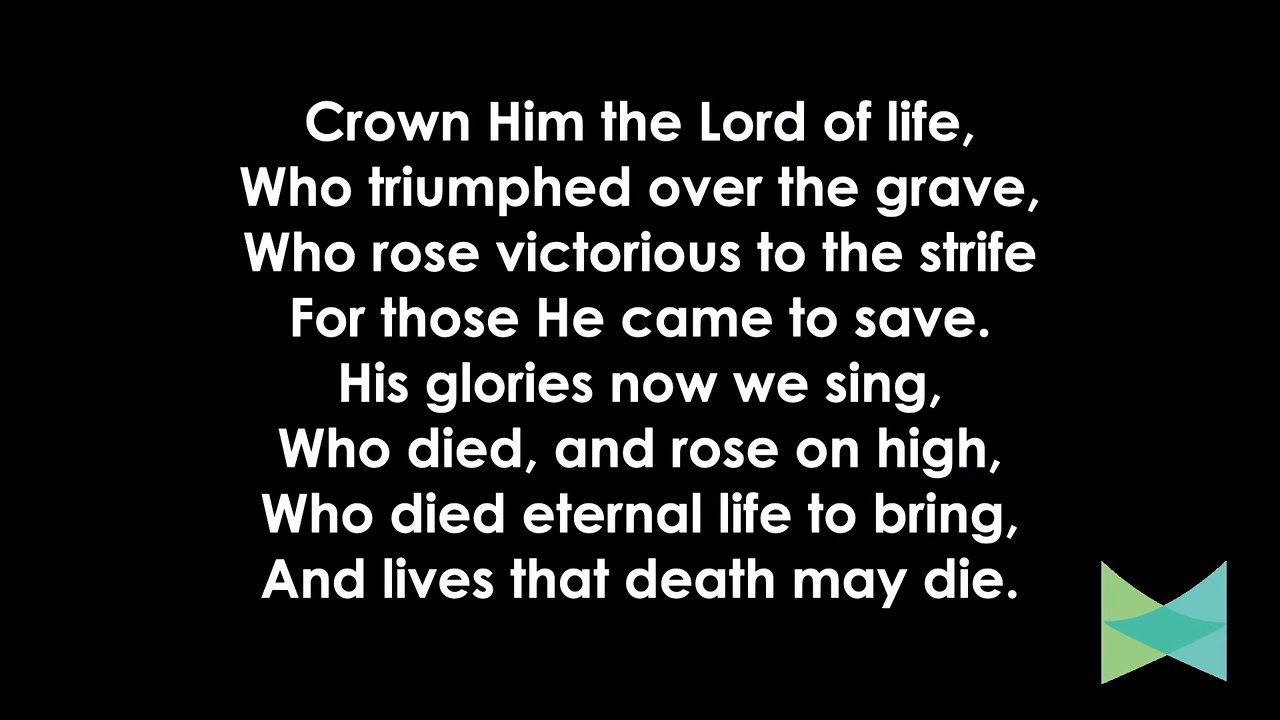 Crown Him the Lord of life,
Who triumphed over the grave,
Who rose victorious to the strife
For those He came to save.
His glories now we sing,
Who died, and rose on high,
Who died eternal life to bring,
And lives that death may die.